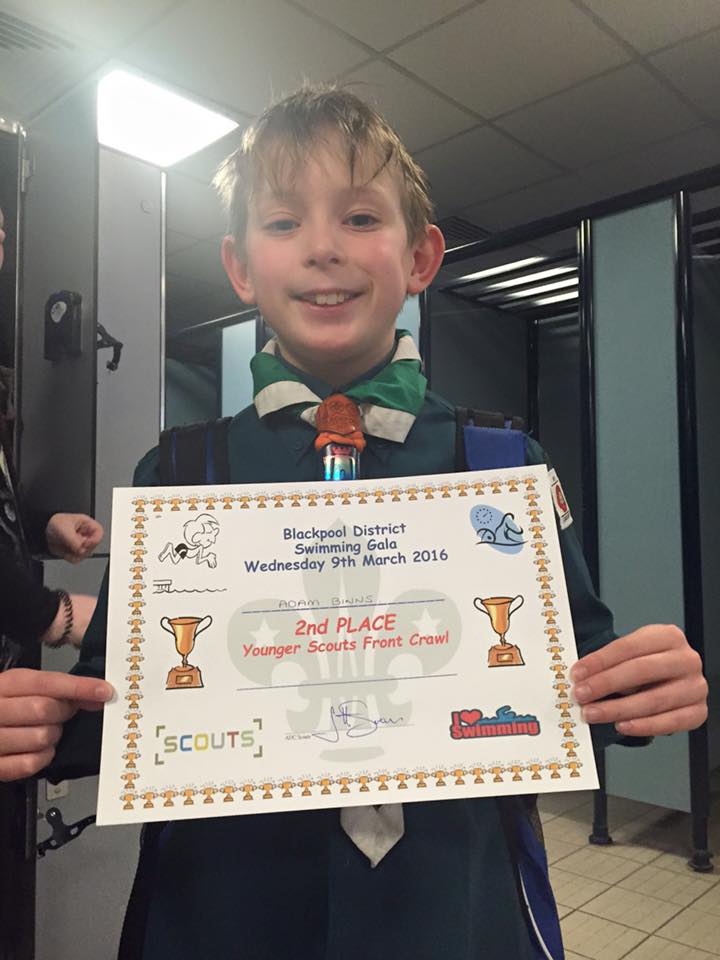 Blackpool District
Swimming Gala
Wednesday 9th March 2016
ADAM BINNS
2nd PLACE
Younger Scouts Front Crawl
SCOUTS
I
Swimming